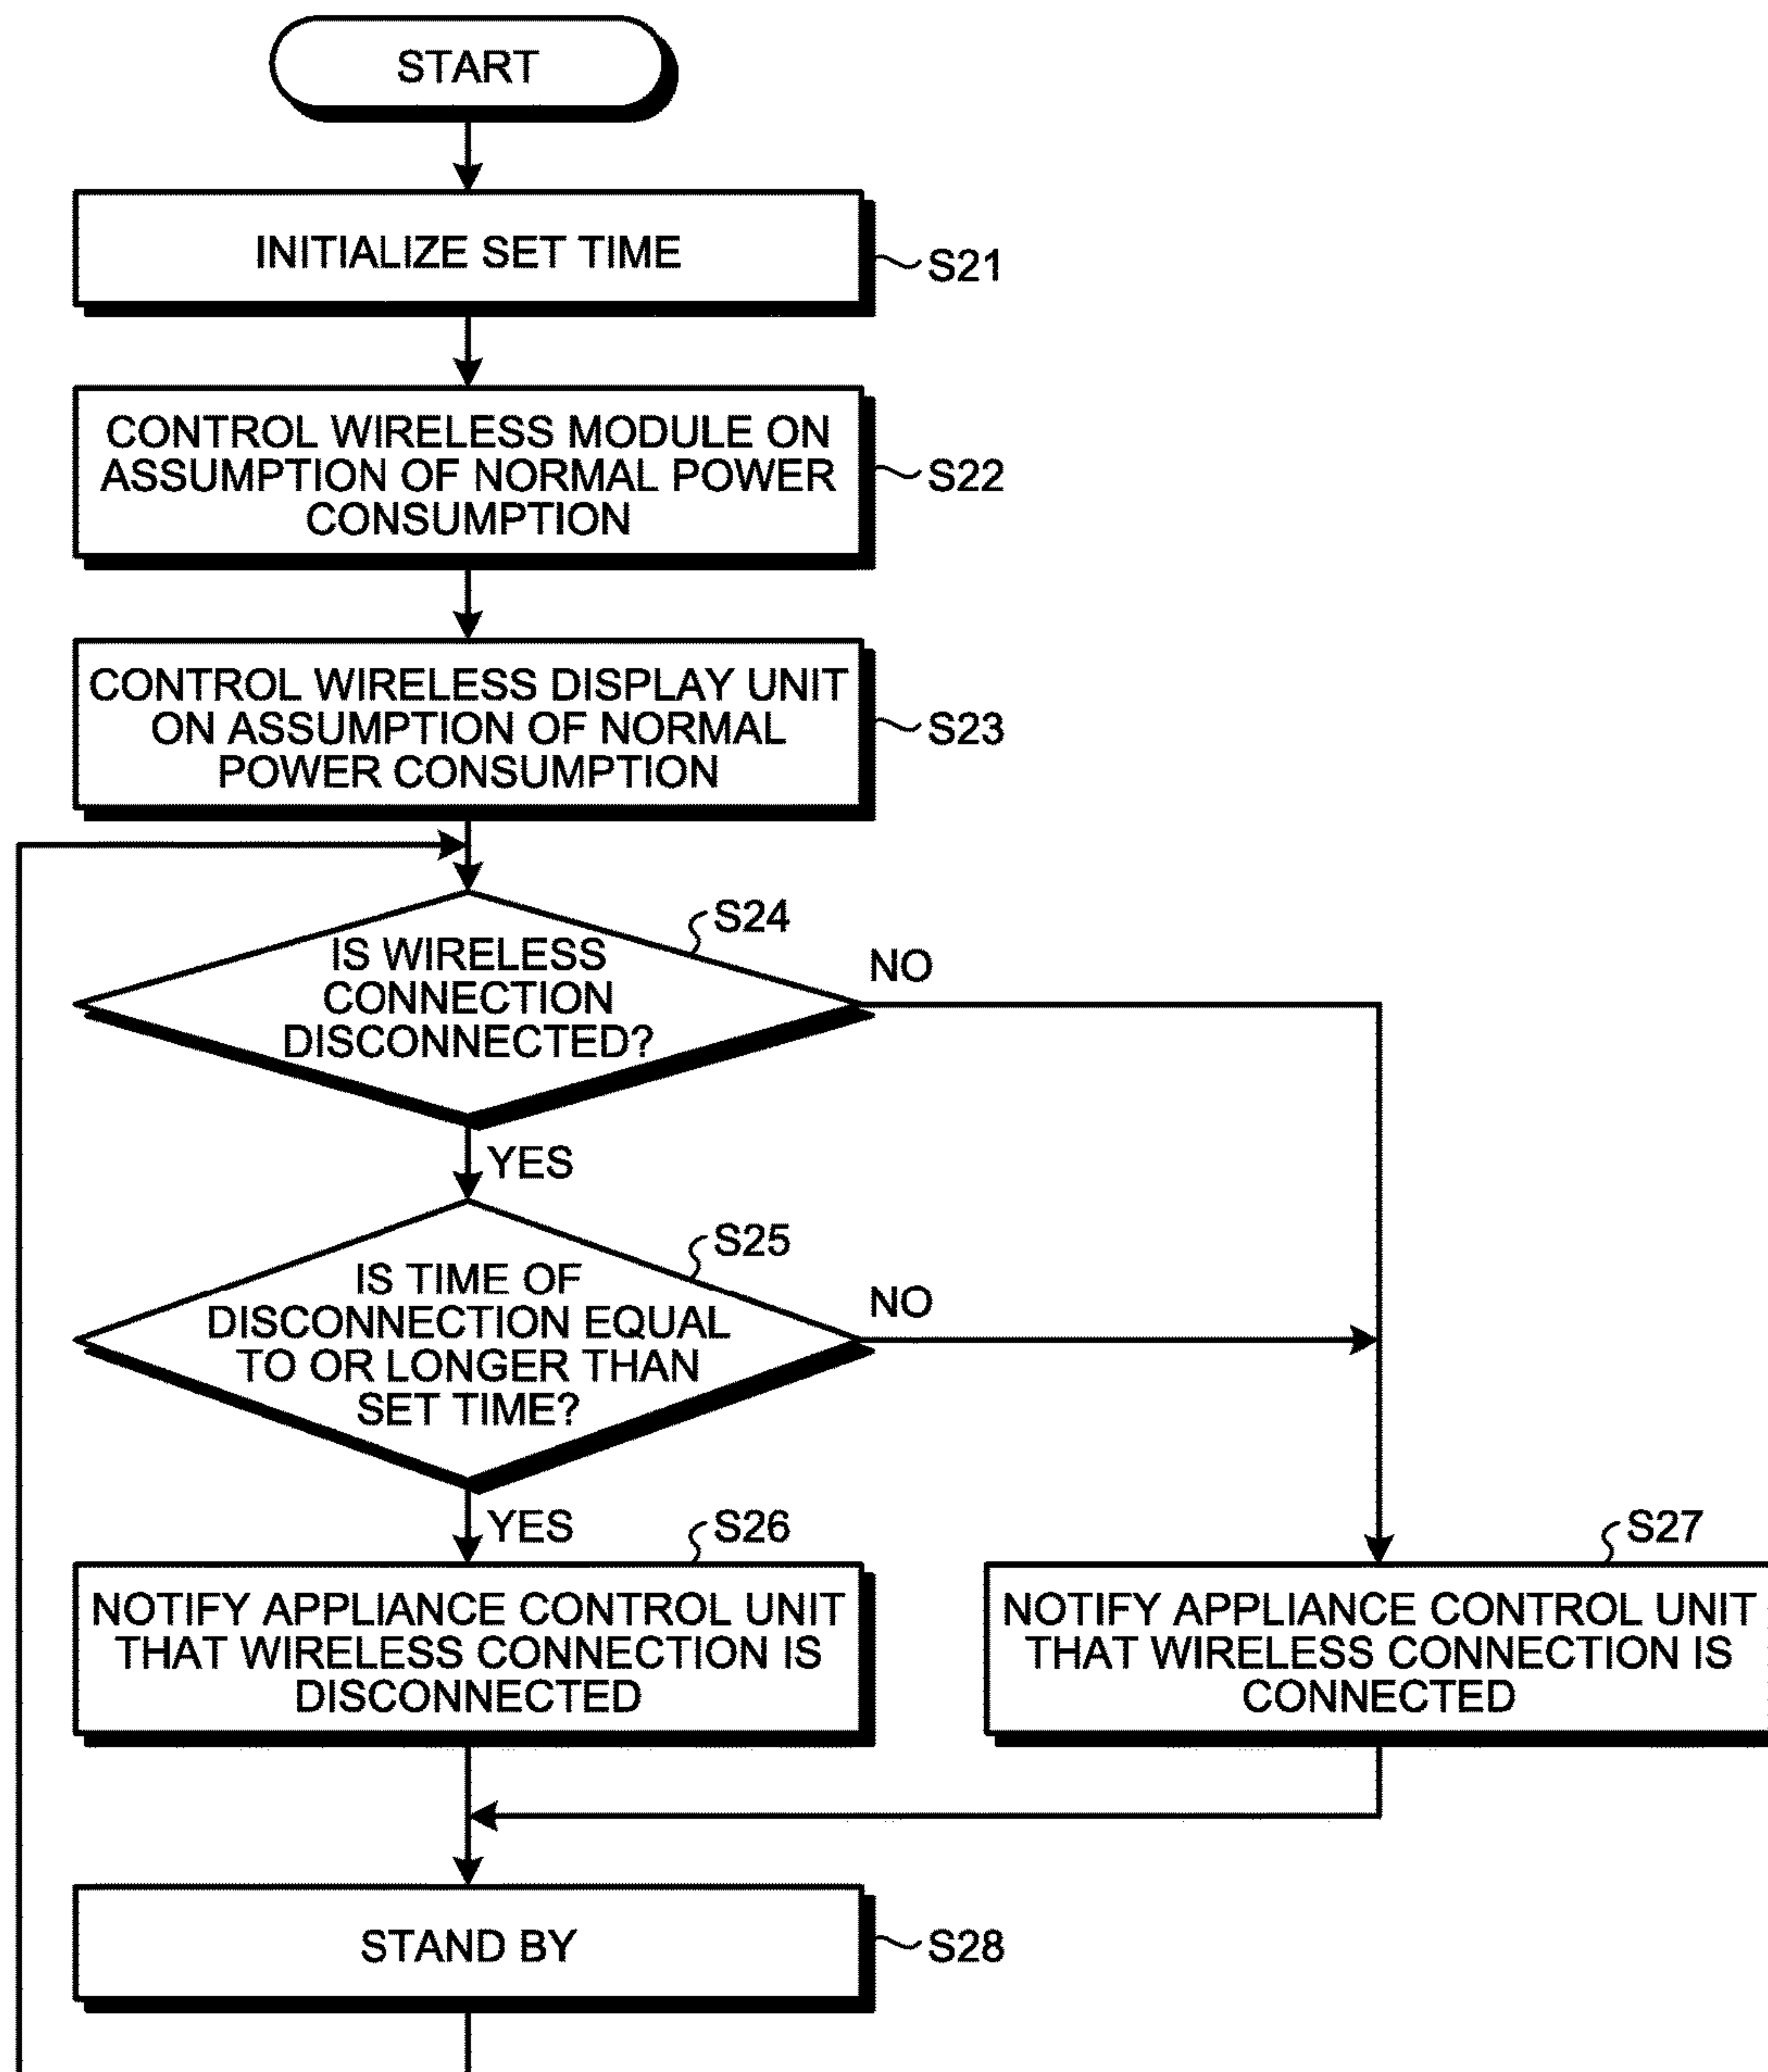 START
INITIALIZE SET TIME
S21
CONTROL WIRELESS MODULE ON
ASSUMPTION OF NORMAL POWER
CONSUMPTION
S22
CONTROL WIRELESS DISPLAY UNIT
ON ASSUMPTION OF NORMAL
POWER CONSUMPTION
S23
S24
IS WIRELESS
CONNECTION
DISCONNECTED?
NO
YES
S25
IS TIME OF
DISCONNECTION EQUAL
TO OR LONGER THAN
SET TIME?
NO
YES
S26
NOTIFY APPLIANCE CONTROL UNIT
THAT WIRELESS CONNECTION IS
DISCONNECTED
S27
NOTIFY APPLIANCE CONTROL UNIT
THAT WIRELESS CONNECTION IS
CONNECTED
STAND BY
S28